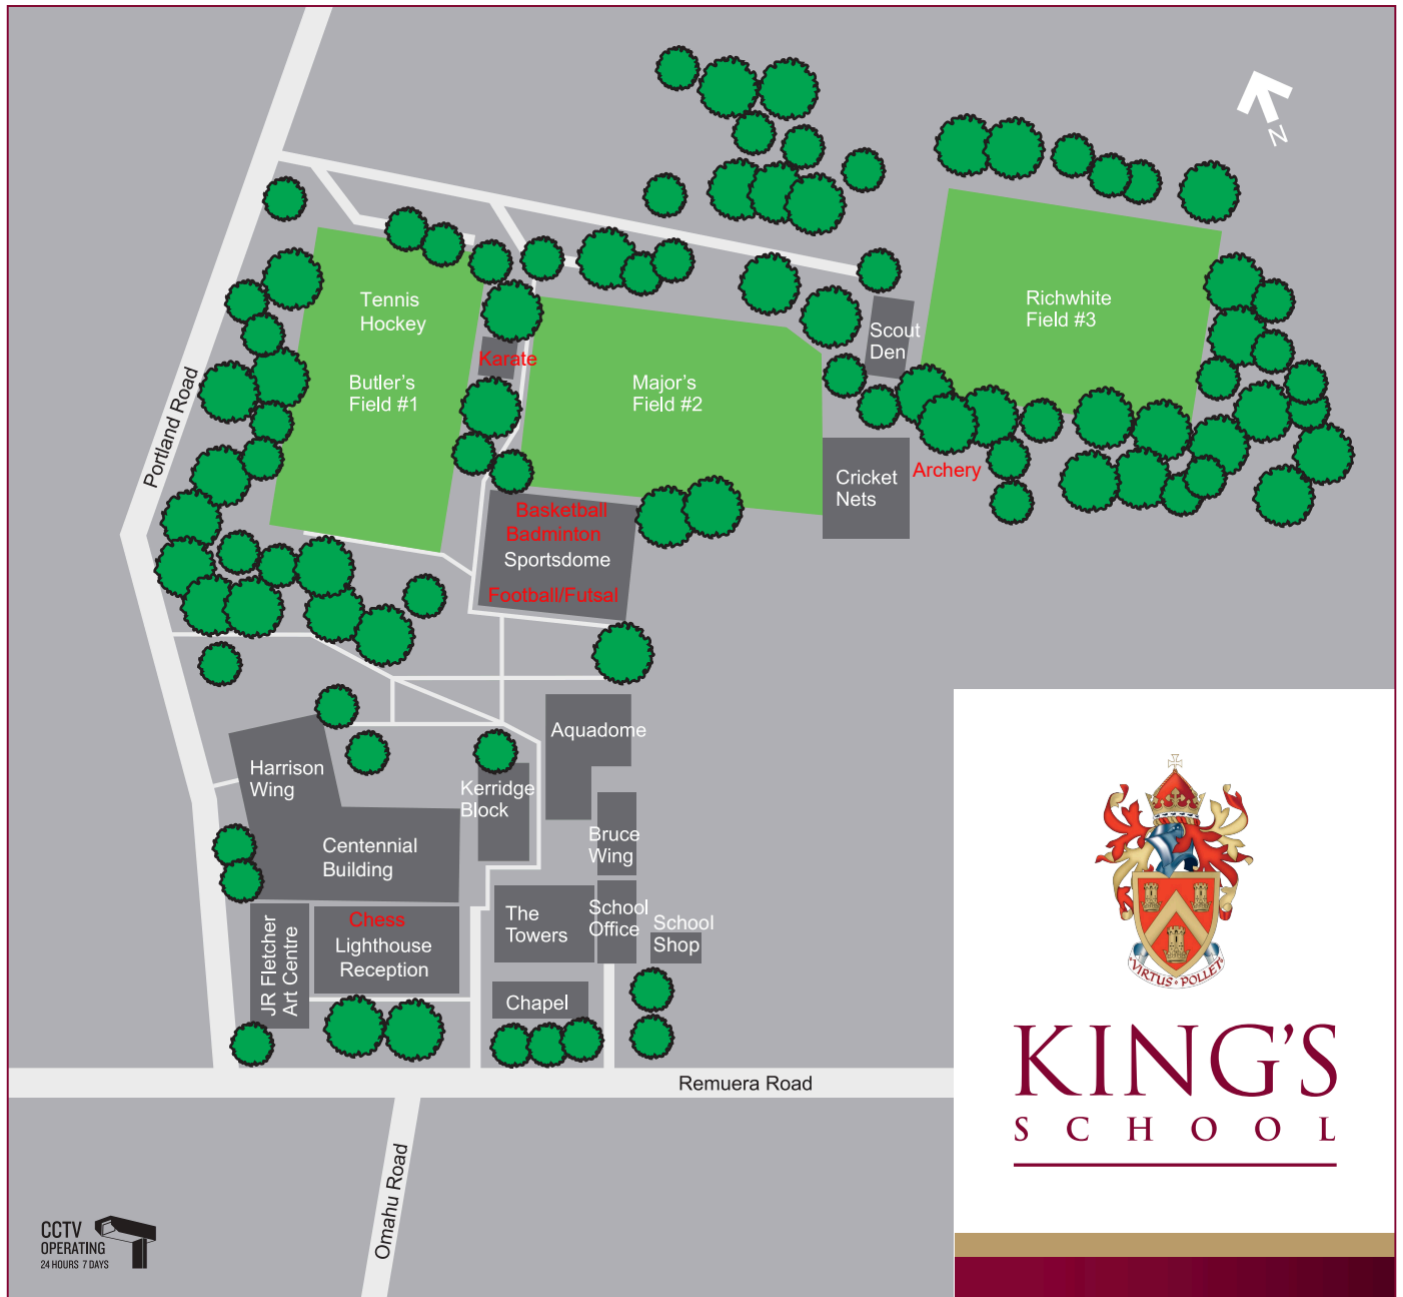 N
Tennis
Hockey
Richwhite
Field #3
Scout
Den
Karate
Butler's
Field #1
Major's
Field #2
Portland Road
Archery
Cricket
Nets
Basketball
Badminton
Sportsdome
Football/Futsal
Aquadome
Harrison
Wing
Kerridge
Block
Bruce
Wing
Centennial
Building
Chess
Lighthouse
Reception
JR Fletcher
Art Centre
The
Towers
School
Office
School
Shop
Chapel
VIRTUS • POLLET
KING'S
SCHOOL
Remuera Road
Omahu Road
CCTV
OPERATING
24 HOURS 7 DAYS